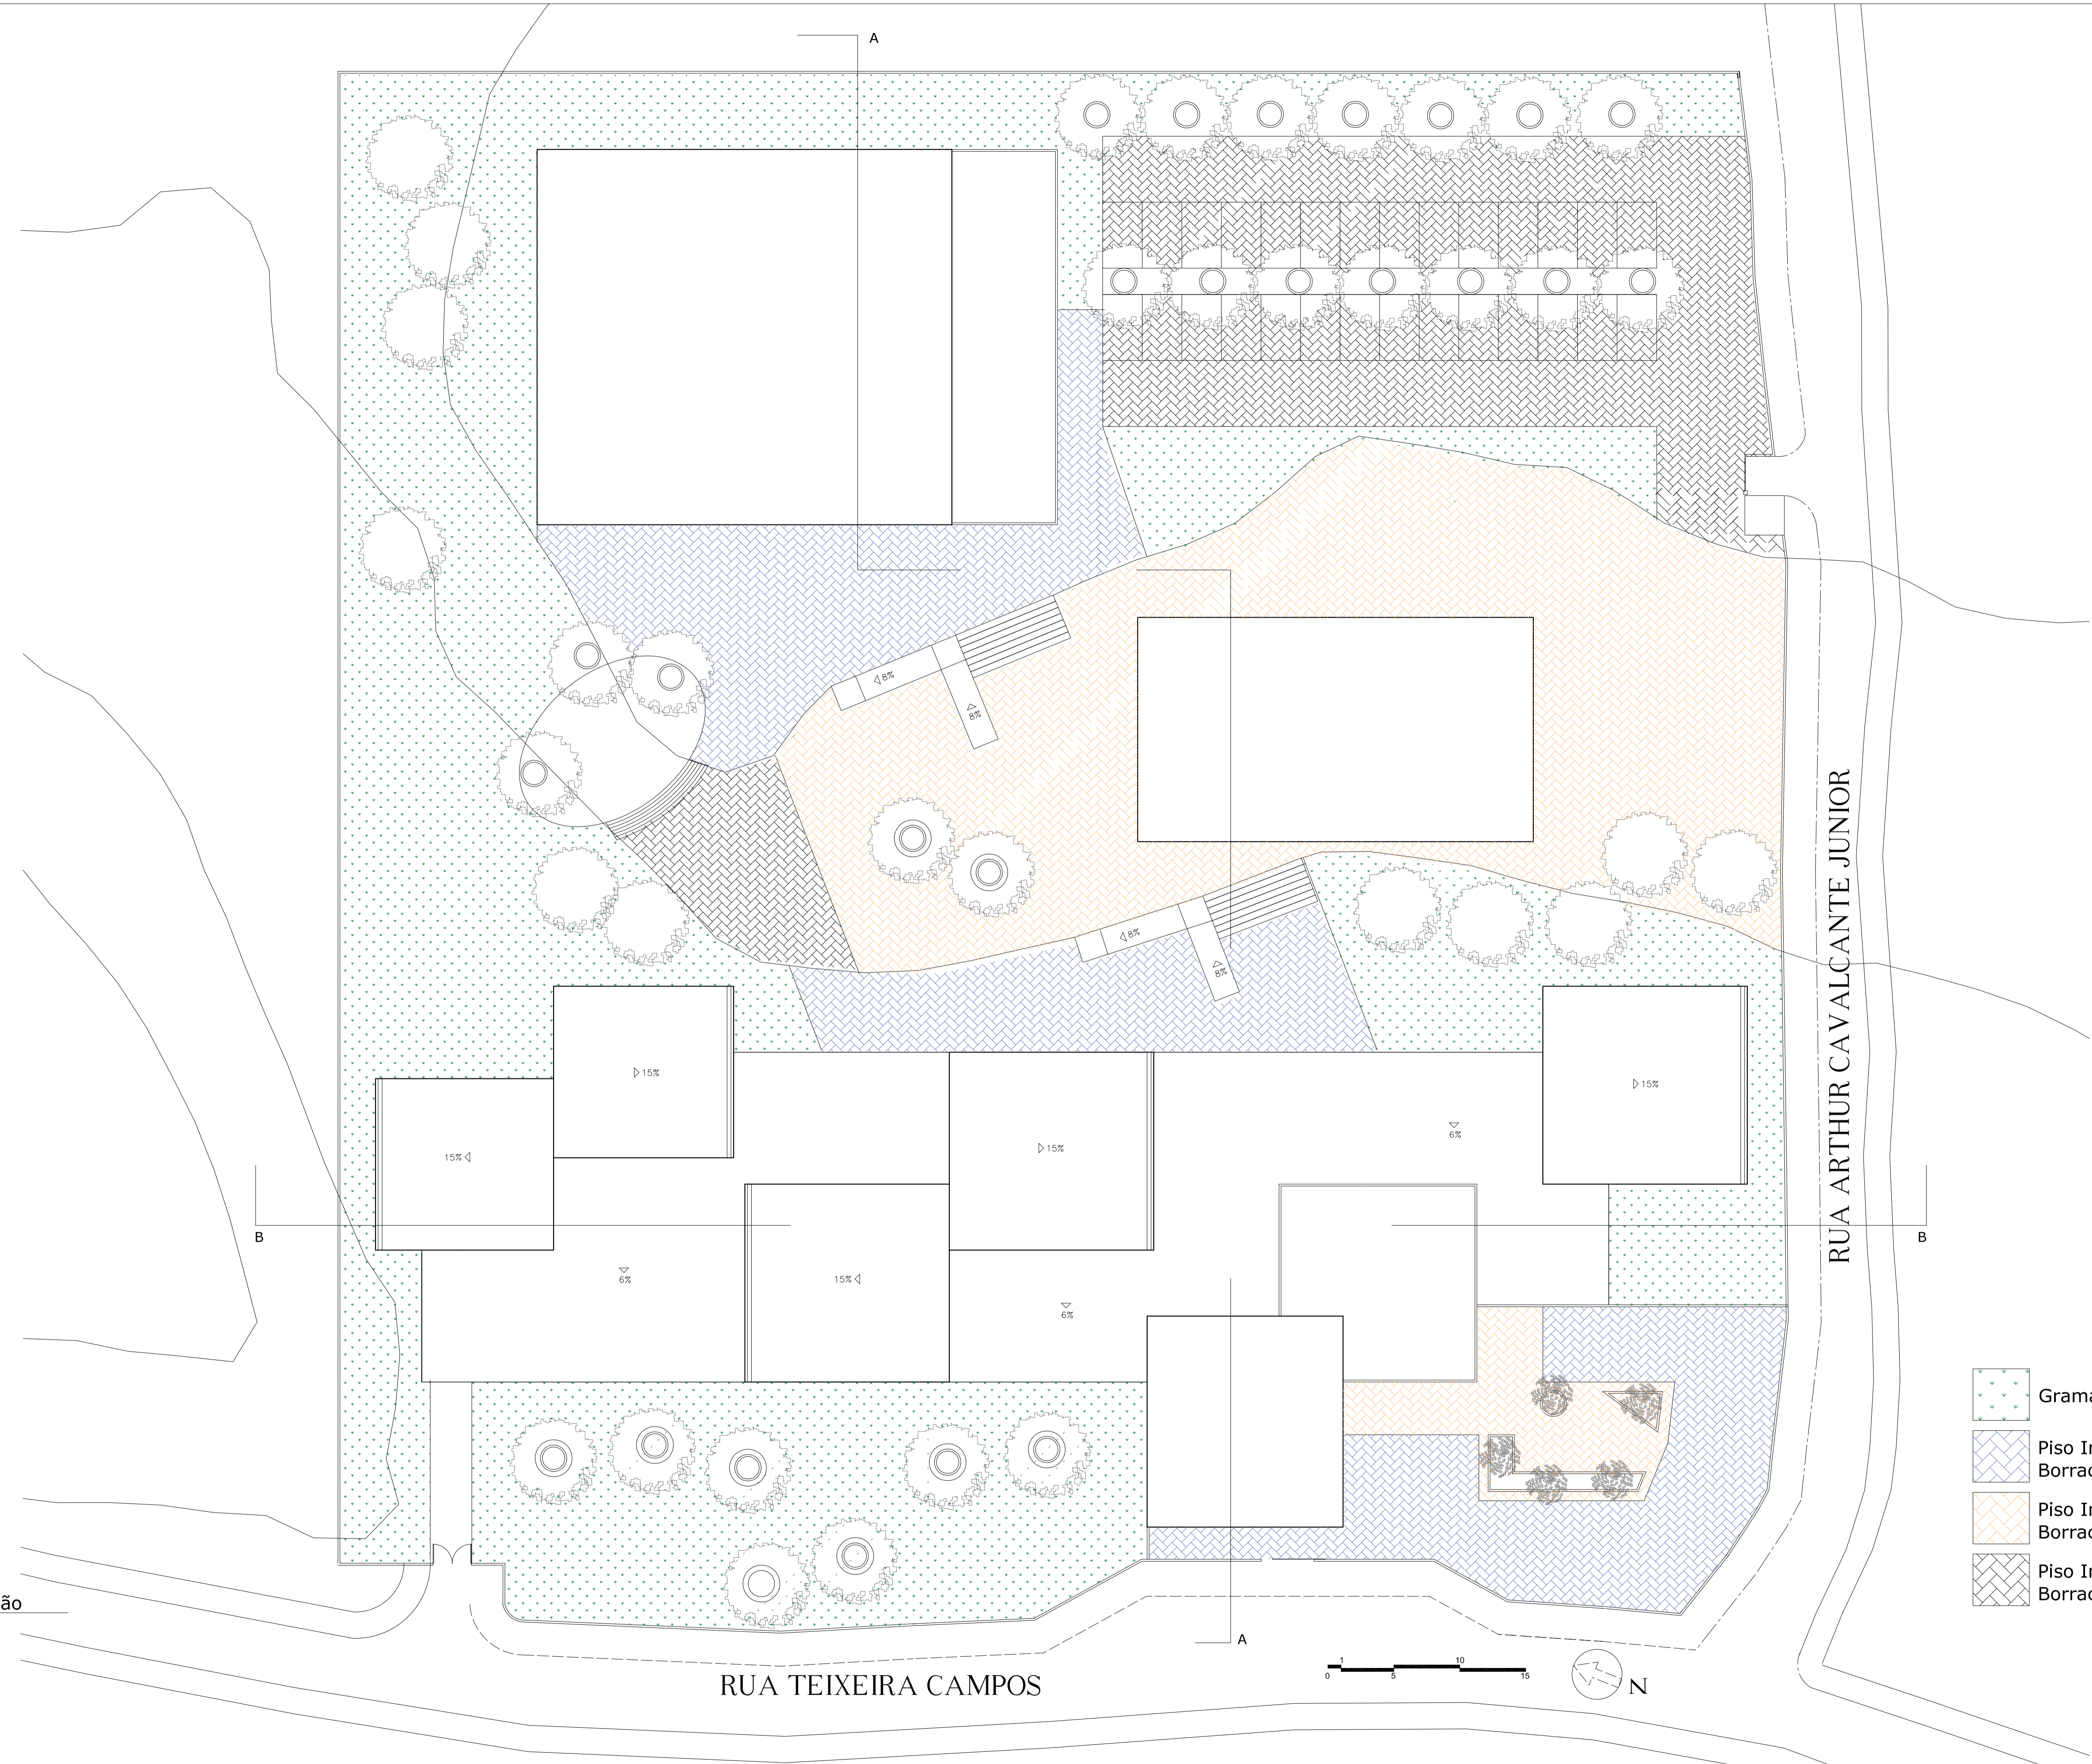 A
8%
8%
8%
8%
RUA ARTHUR CAVALCANTE JUNIOR
15%
15%
6%
15%
15%
B
B
6%
15%
6%
Grama
Piso In
Borrac
Piso In
Borrac
Piso In
Borrac
ão
A
RUA TEIXEIRA CAMPOS
1
10
0
5
15
N